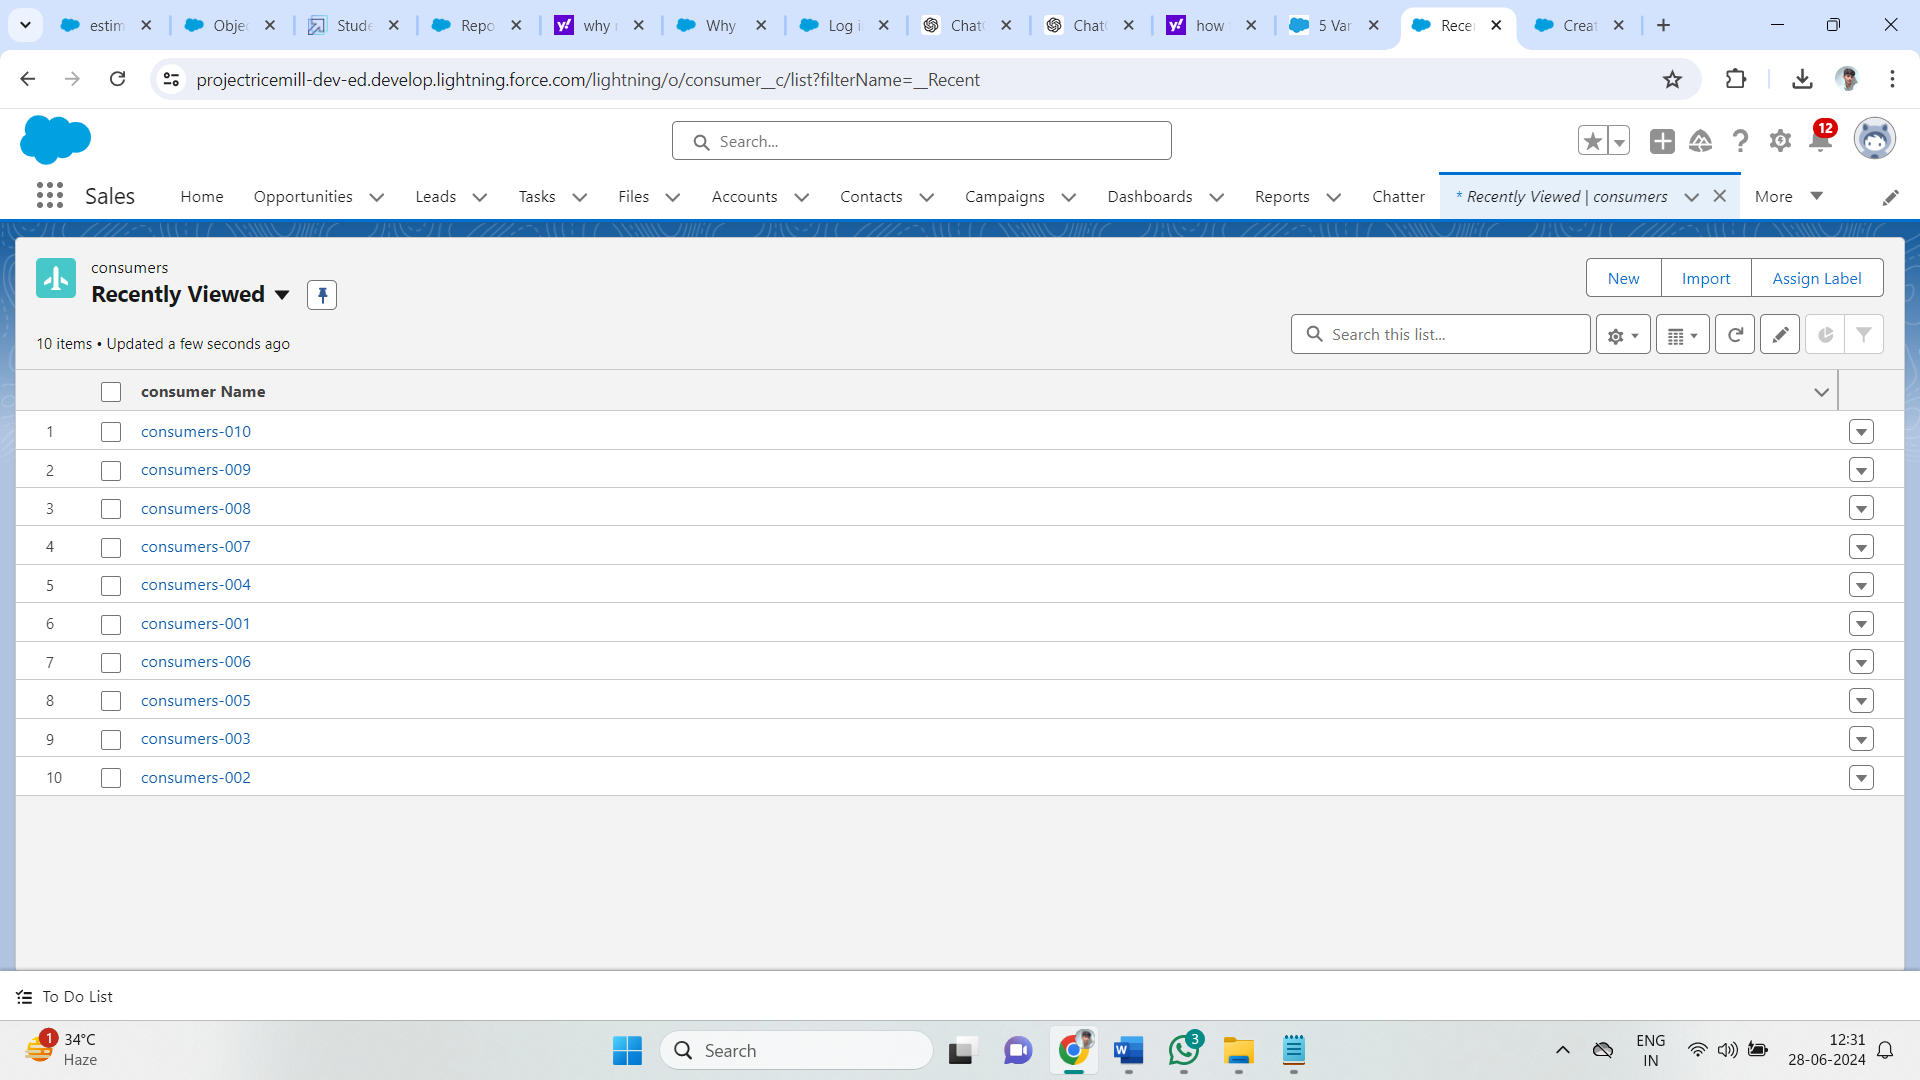 estim
Objec
Stude
Repo
why
Why
Log i
Chat
Chat
how
5 Var
Recen
Creat
projectricemill-dev-ed.develop.lightning.force.com/lightning/o/consumer__c/list?filterName=__Recent
Search...
12
Sales
Home
Opportunities
Leads
Tasks
Files
Accounts
Contacts
Campaigns
Dashboards
Reports
Chatter
* Recently Viewed | consumers
More
consumers
Recently Viewed
New
Import
Assign Label
10 items • Updated a few seconds ago
Search this list...
consumer Name
1 consumers-010
2 consumers-009
3 consumers-008
4 consumers-007
5 consumers-004
6 consumers-001
7 consumers-006
8 consumers-005
9 consumers-003
10 consumers-002
To Do List
1
34°C
Haze
Search
3
ENG
IN
12:31
28-06-2024